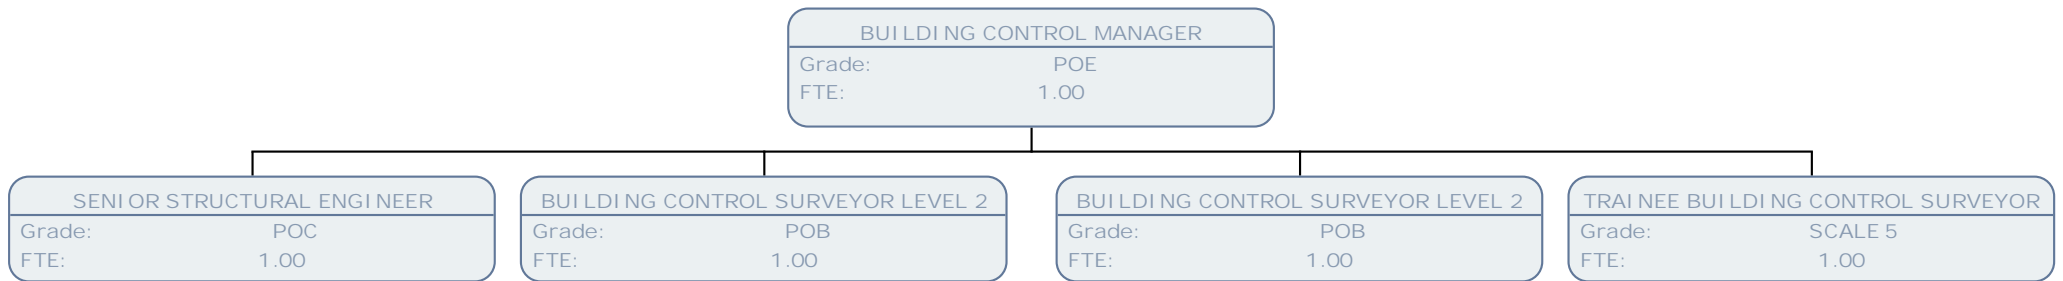 BUILDING CONTROL MANAGER
Grade: POE
FTE: 1.00
SENIOR STRUCTURAL ENGINEER
Grade: POC
FTE: 1.00
BUILDING CONTROL SURVEYOR LEVEL 2
Grade: POB
FTE: 1.00
BUILDING CONTROL SURVEYOR LEVEL 2
Grade: POB
FTE: 1.00
TRAINEE BUILDING CONTROL SURVEYOR
Grade: SCALE 5
FTE: 1.00